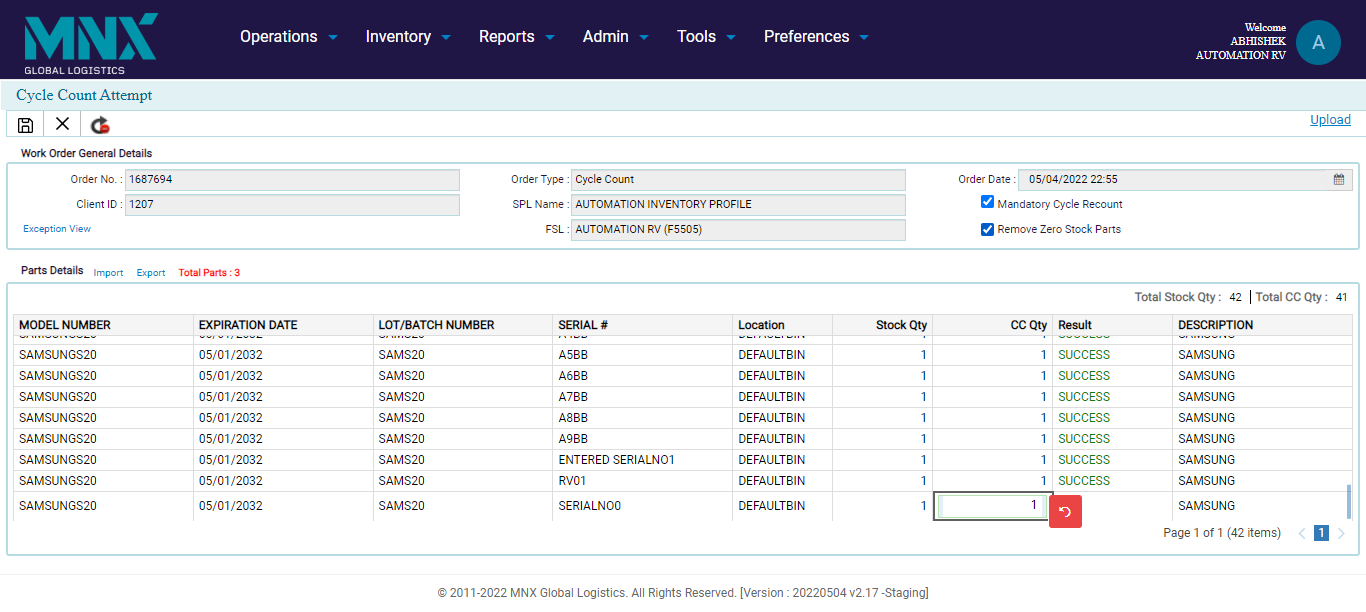 MNX
GLOBAL LOGISTICS
Operations Inventory Reports Admin Tools Preferences
Welcome
ABHISHEK
AUTOMATION RV
A
Cycle Count Attempt
Upload
Work Order General Details
Order No. : 1687694 Order Type : Cycle Count Order Date : 05/04/2022 22:55
Client ID : 1207 SPL Name : AUTOMATION INVENTORY PROFILE Mandatory Cycle Recount
Exception View FSL : AUTOMATION RV (F5505) Remove Zero Stock Parts
Parts Details Import Export Total Parts : 3
Total Stock Qty : 42 | Total CC Qty : 41
MODEL NUMBER EXPIRATION DATE LOT/BATCH NUMBER SERIAL # Location Stock Qty CC Qty Result DESCRIPTION
SAMSUNGS20 05/01/2032 SAMS20 A5BB DEFAULTBIN 1 1 SUCCESS SAMSUNG
SAMSUNGS20 05/01/2032 SAMS20 A6BB DEFAULTBIN 1 1 SUCCESS SAMSUNG
SAMSUNGS20 05/01/2032 SAMS20 A7BB DEFAULTBIN 1 1 SUCCESS SAMSUNG
SAMSUNGS20 05/01/2032 SAMS20 A8BB DEFAULTBIN 1 1 SUCCESS SAMSUNG
SAMSUNGS20 05/01/2032 SAMS20 A9BB DEFAULTBIN 1 1 SUCCESS SAMSUNG
SAMSUNGS20 05/01/2032 SAMS20 ENTERED SERIALNO1 DEFAULTBIN 1 1 SUCCESS SAMSUNG
SAMSUNGS20 05/01/2032 SAMS20 RV01 DEFAULTBIN 1 1 SUCCESS SAMSUNG
SAMSUNGS20 05/01/2032 SAMS20 SERIALNO0 DEFAULTBIN 1 1 SAMSUNG
Page 1 of 1 (42 items) 1
© 2011-2022 MNX Global Logistics. All Rights Reserved. [Version : 20220504 v2.17 -Staging]